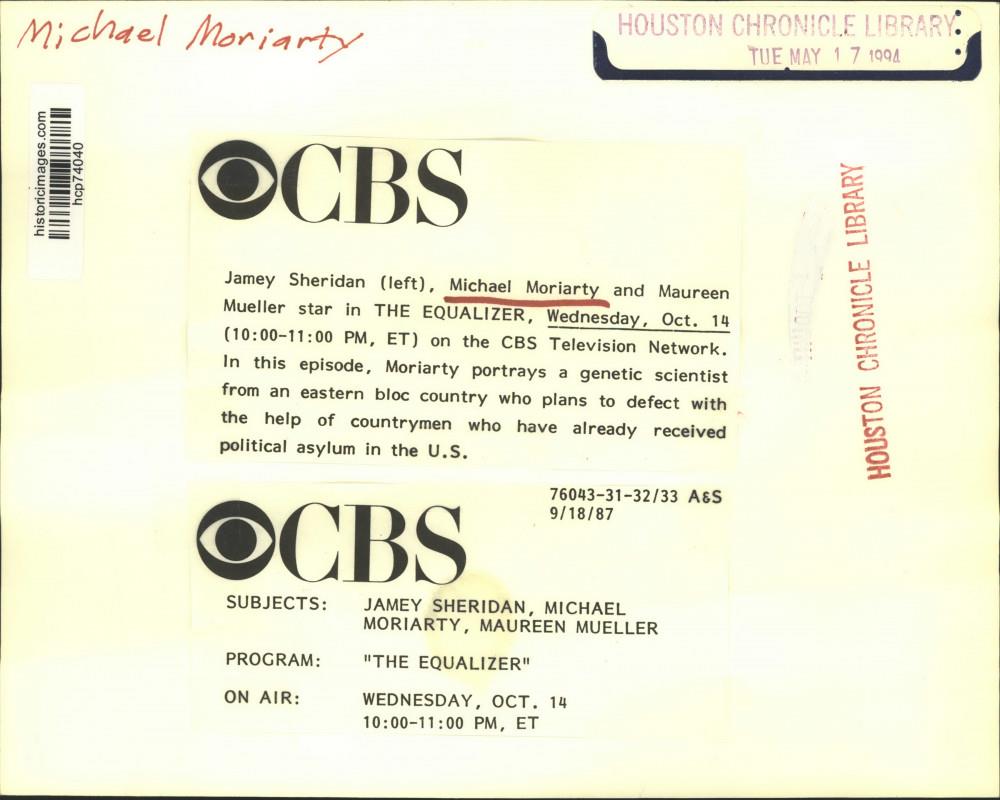 Michael Moriarty
HOUSTON CHRONICLE LIBRARY
TUE MAY 17 1994
historicimages.com
hcp74040
CBS
Jamey Sheridan (left), Michael Moriarty and Maureen
Mueller star in THE EQUALIZER, Wednesday, Oct. 14
(10:00-11:00 PM, ET) on the CBS Television Network.
In this episode, Moriarty portrays a genetic scientist
from an eastern bloc country who plans to defect with
the help of countrymen who have already received
political asylum in the U.S.
HOUSTON CHRONICLE LIBRARY
76043-31-32/33 A&S
9/18/87
CBS
SUBJECTS: JAMEY SHERIDAN, MICHAEL
MORIARTY, MAUREEN MUELLER
PROGRAM: "THE EQUALIZER"
ON AIR: WEDNESDAY, OCT. 14
10:00-11:00 PM, ET